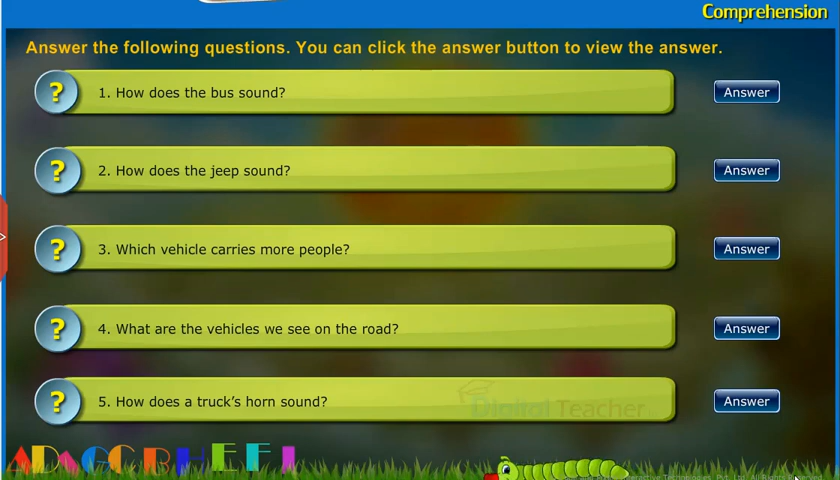 Comprehension
Answer the following questions. You can click the answer button to view the answer.
? 1. How does the bus sound? Answer
? 2. How does the jeep sound? Answer
? 3. Which vehicle carries more people? Answer
? 4. What are the vehicles we see on the road? Answer
? 5. How does a truck's horn sound? Answer
Digital Teacher